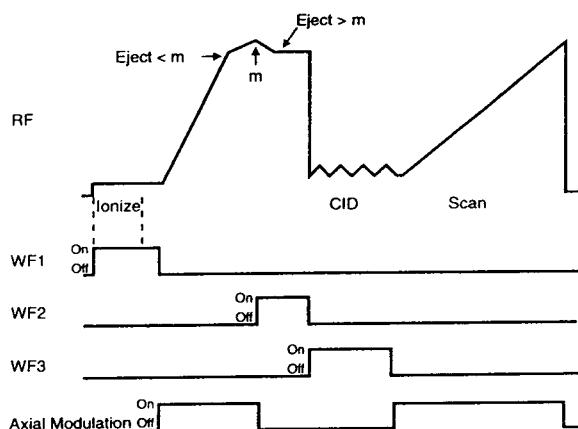 Eject > m
Eject < m
m
RF
Ionize
CID
Scan
On
WF1
Off
On
WF2
Off
On
WF3
Off
On
Axial Modulation
Off